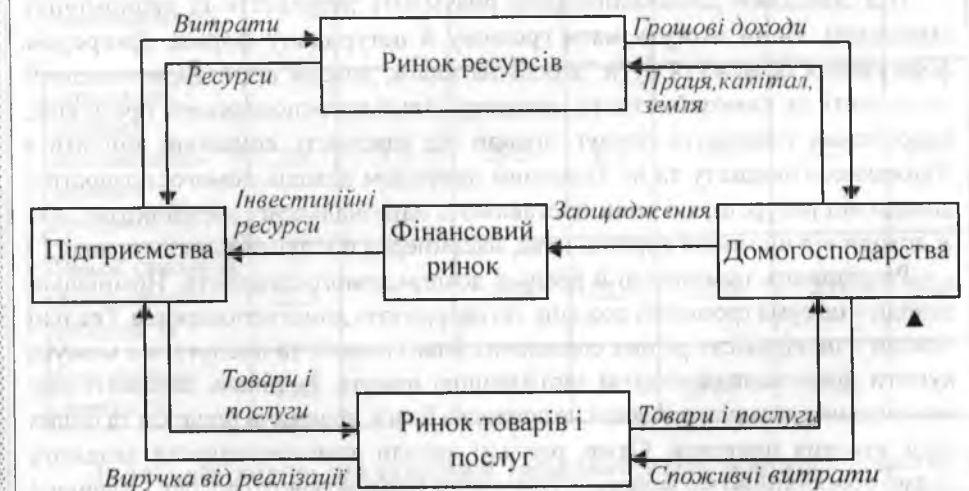 Витрати
Ресурси
Ринок ресурсів
Грошові доходи
Праця, капітал,
земля
Підприємства
Інвестиційні
ресурси
Фінансовий
ринок
Заощадження
Домогосподарства
Товари і
послуги
Виручка від реалізації
Ринок товарів і
послуг
Товари і послуги
Споживчі витрати